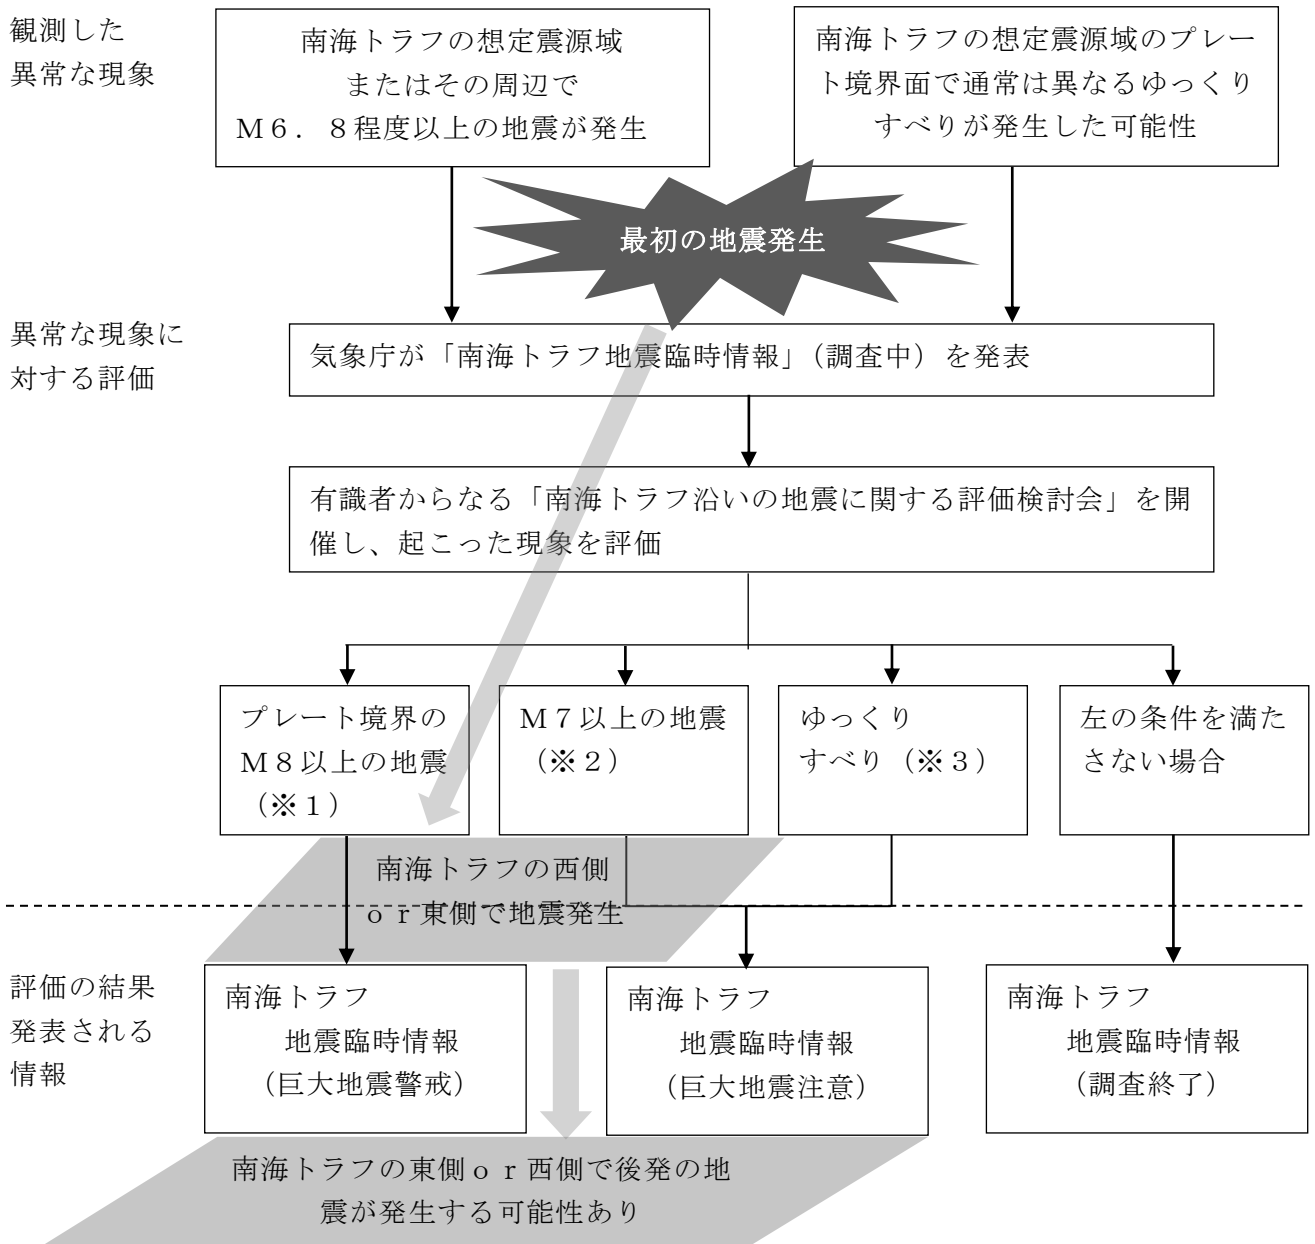 観測した
異常な現象
南海トラフの想定震源域
またはその周辺で
M６．８程度以上の地震が発生
南海トラフの想定震源域のプレー
ト境界面で通常は異なるゆっくり
すべりが発生した可能性
最初の地震発生
異常な現象に
対する評価
気象庁が「南海トラフ地震臨時情報」（調査中）を発表
有識者からなる「南海トラフ沿いの地震に関する評価検討会」を開
催し、起こった現象を評価
プレート境界の
M８以上の地震
（※１）
M７以上の地震
（※２）
ゆっくり
すべり（※３）
左の条件を満た
さない場合
南海トラフの西側
ｏｒ東側で地震発生
評価の結果
発表される
情報
南海トラフ
地震臨時情報
（巨大地震警戒）
南海トラフ
地震臨時情報
（巨大地震注意）
南海トラフ
地震臨時情報
（調査終了）
南海トラフの東側ｏｒ西側で後発の地
震が発生する可能性あり